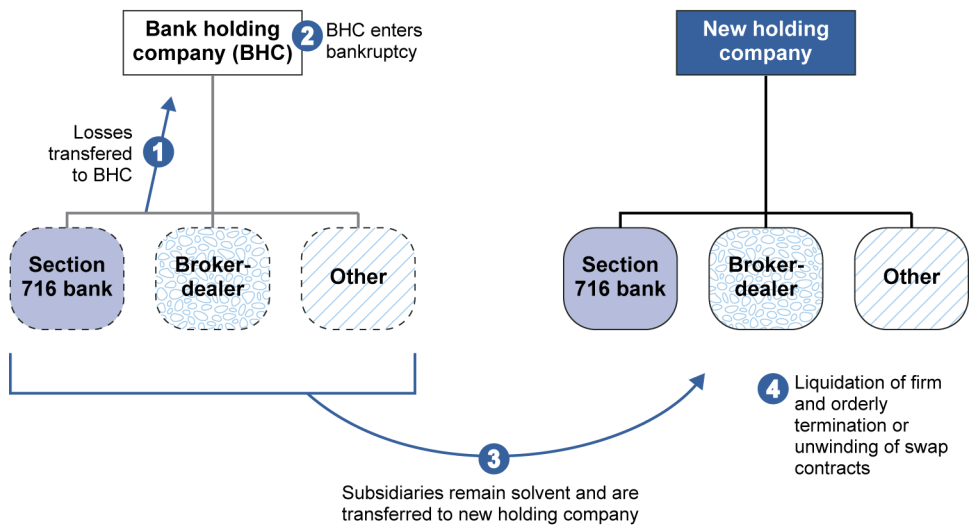 Bank holding
company (BHC)
2
BHC enters
bankruptcy
New holding
company
Losses
transfered
to BHC
1
Section
716 bank
Broker-
dealer
Other
Section
716 bank
Broker-
dealer
Other
4
Liquidation of firm
and orderly
termination or
unwinding of swap
contracts
3
Subsidiaries remain solvent and are
transferred to new holding company